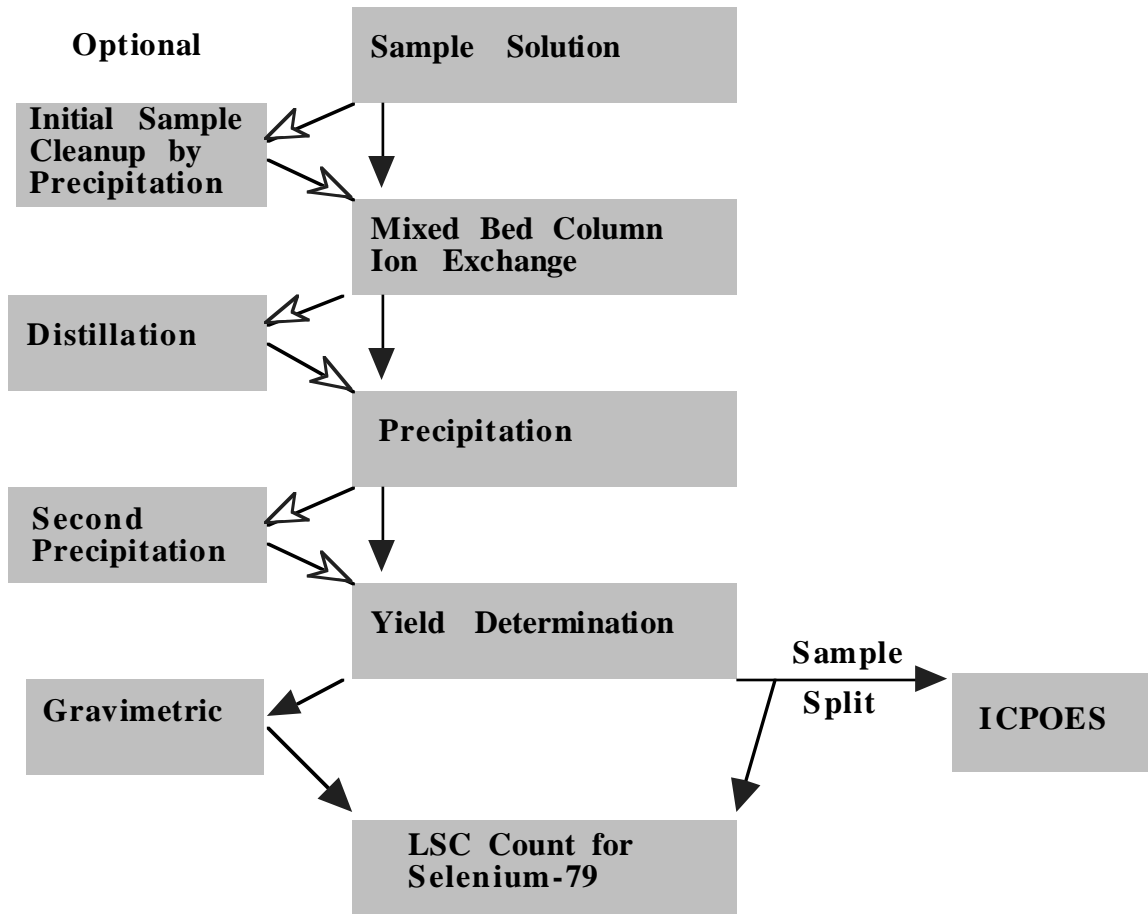 Optional
Sample Solution
Initial Sample
Cleanup by
Precipitation
Mixed Bed Column
Ion Exchange
Distillation
Precipitation
Second
Precipitation
Yield Determination
Sample
Split
Gravimetric
ICPOES
LSC Count for
Selenium-79